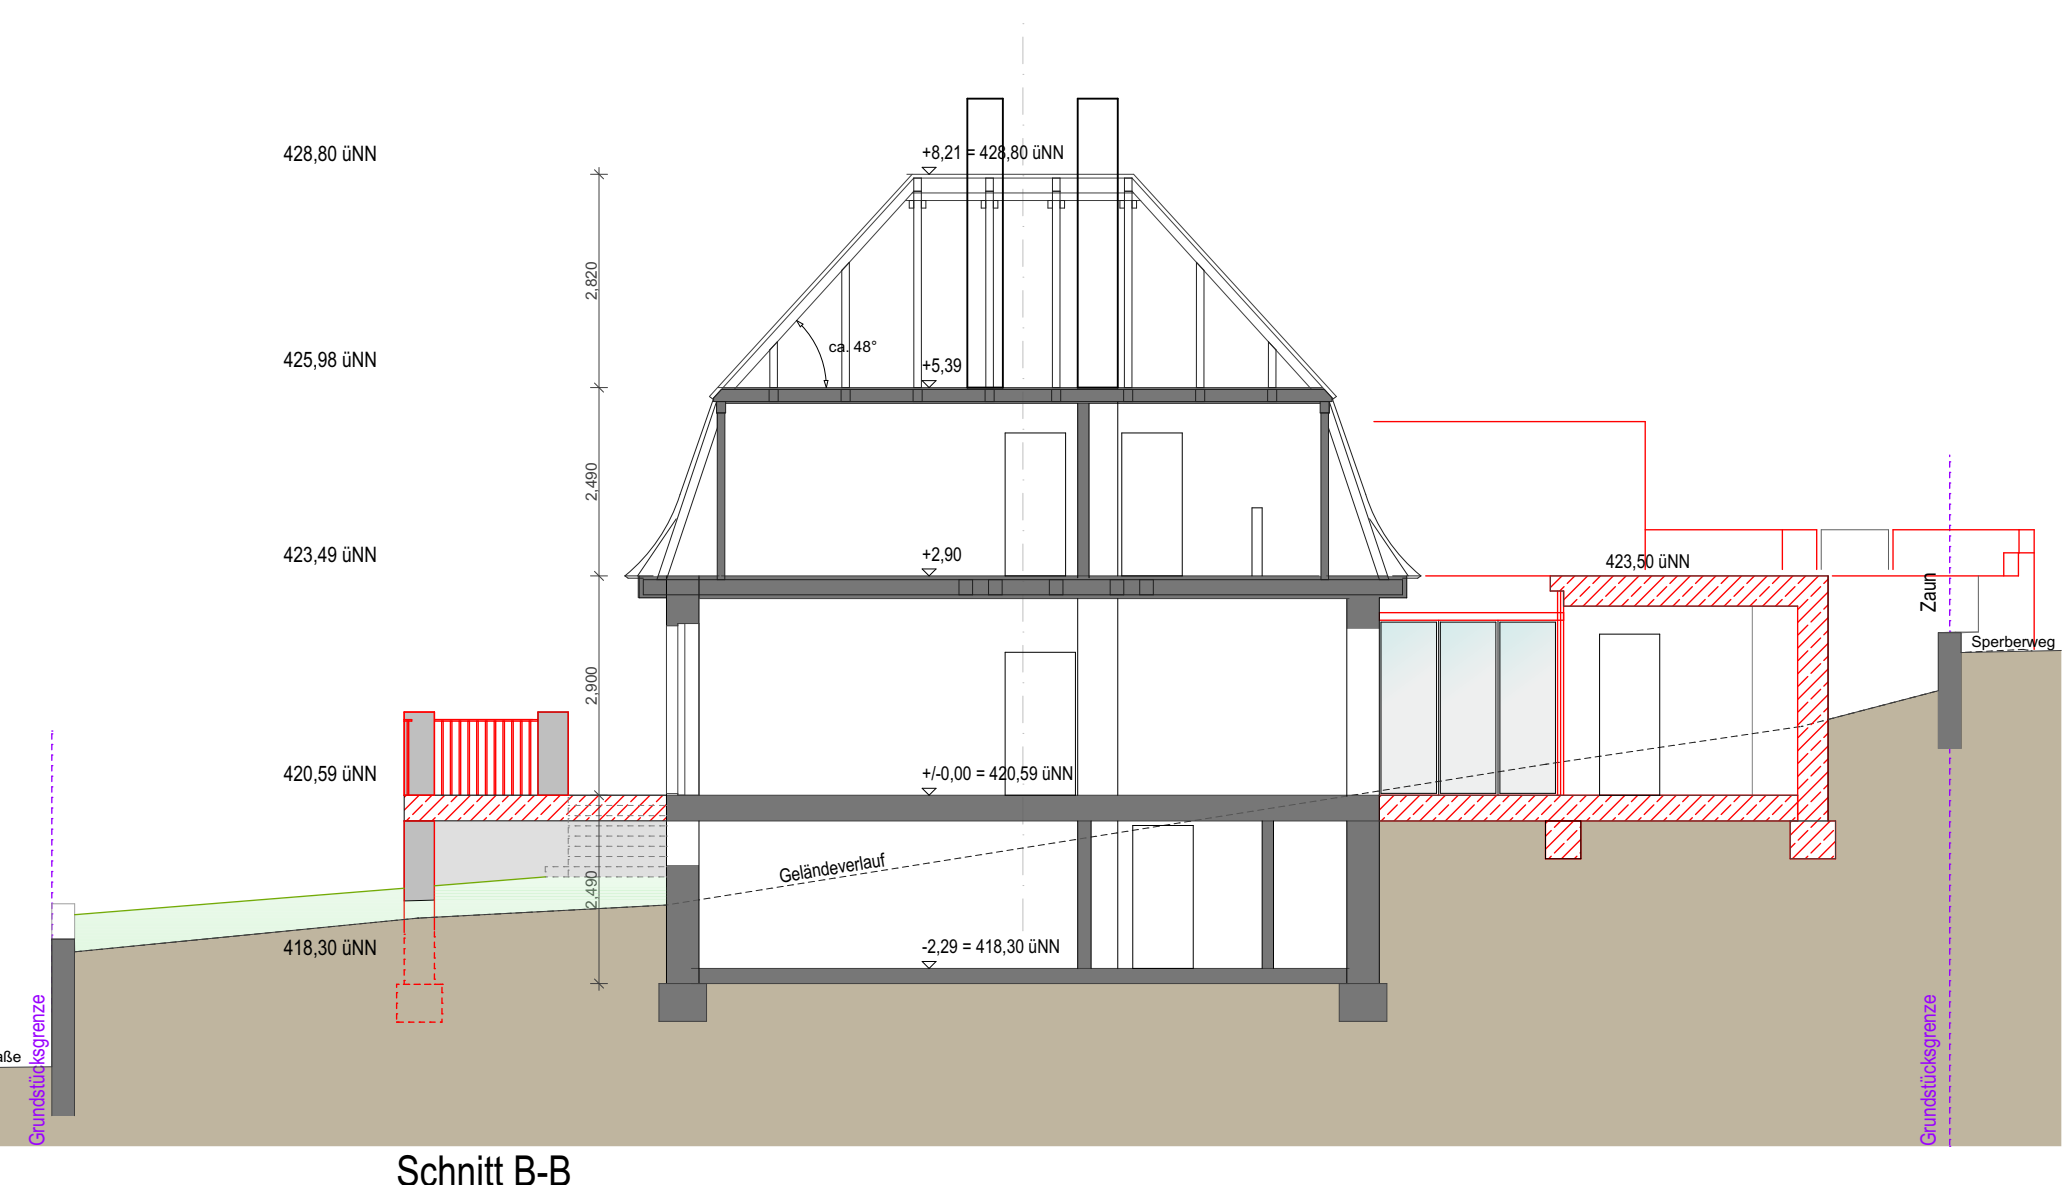 428,80 üNN
+8,21 = 428,80 üNN
2,820
ca. 48°
425,98 üNN
+5,39
2,490
423,49 üNN
+2,90
423,50 üNN
Zaun
Sperberweg
2,900
420,59 üNN
+/-0,00 = 420,59 üNN
Geländeverlauf
2,490
418,30 üNN
-2,29 = 418,30 üNN
Grundstücksgrenze
Grundstücksgrenze
aße
Schnitt B-B